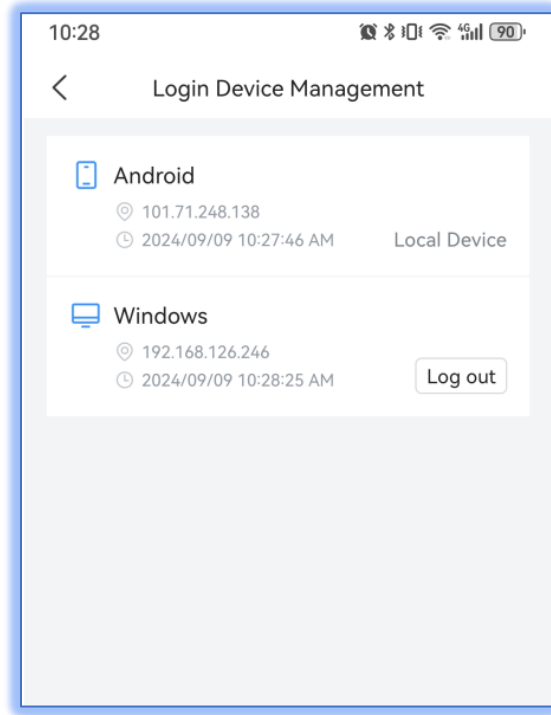 10:28
4G 90
Login Device Management
Android
101.71.248.138
2024/09/09 10:27:46 AM
Local Device
Windows
192.168.126.246
2024/09/09 10:28:25 AM
Log out